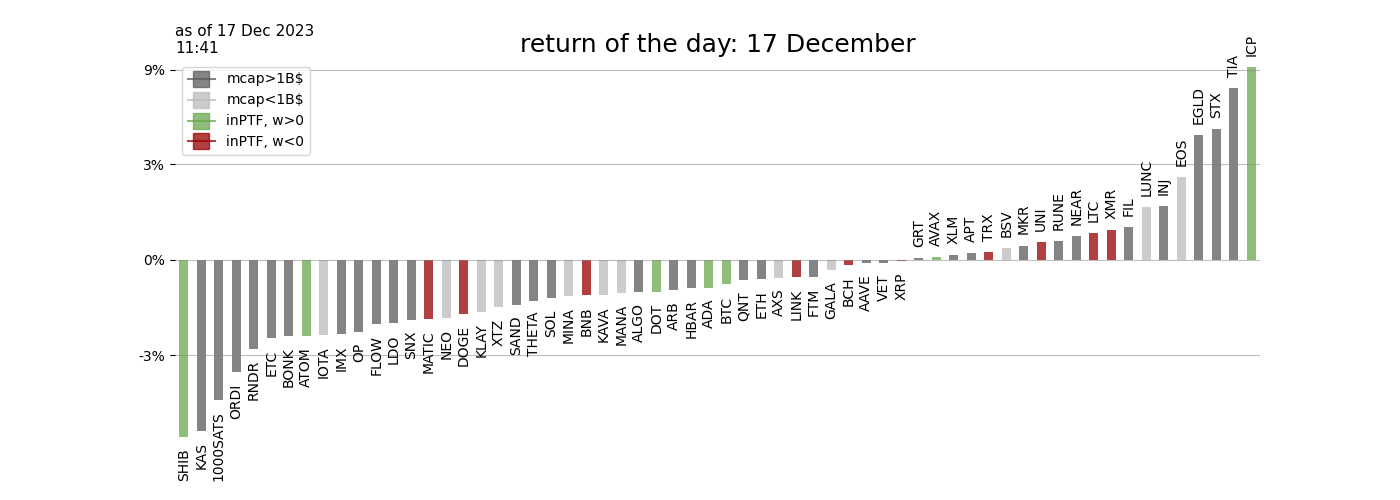 as of 17 Dec 2023
11:41
return of the day: 17 December
9%
3%
0%
-3%
mcap>1B$
mcap<1B$
inPTF, w>0
inPTF, w<0
SHIB
KAS
1000SATS
ORDI
RNDR
ETC
BONK
ATOM
IOTA
IMX
OP
FLOW
LDO
SNX
MATIC
NEO
DOGE
KLAY
XTZ
SAND
THETA
SOL
MINA
BNB
KAVA
MANA
ALGO
DOT
ARB
HBAR
ADA
BTC
QNT
ETH
AXS
LINK
FTM
GALA
BCH
AAVE
VET
XRP
GRT
AVAX
XLM
APT
TRX
BSV
MKR
UNI
RUNE
NEAR
LTC
XMR
FIL
LUNC
INJ
EOS
EGLD
STX
TIA
ICP